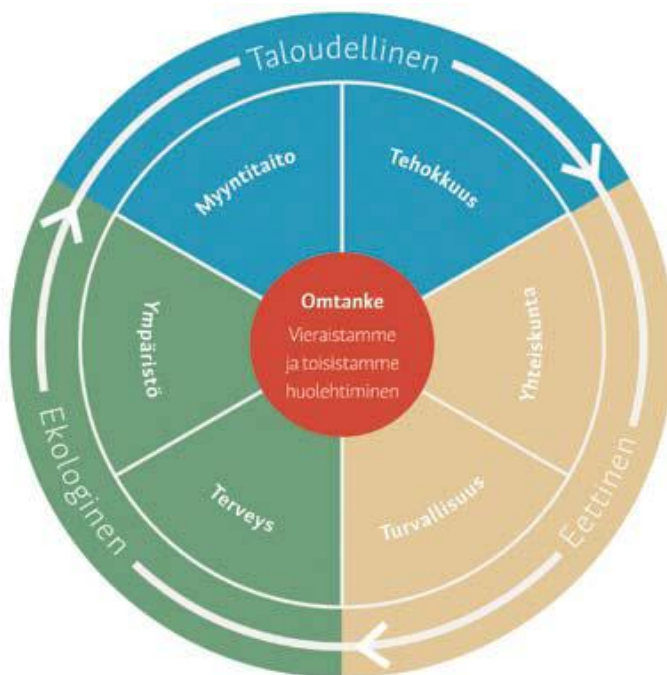 Taloudellinen
Myyntitaito
Tehokkuus
Omtanke
Vieraistamme
ja toisistamme
huolehtiminen
Ympäristö
Yhteiskunta
Terveys
Turvallisuus
Ekologinen
Eettinen